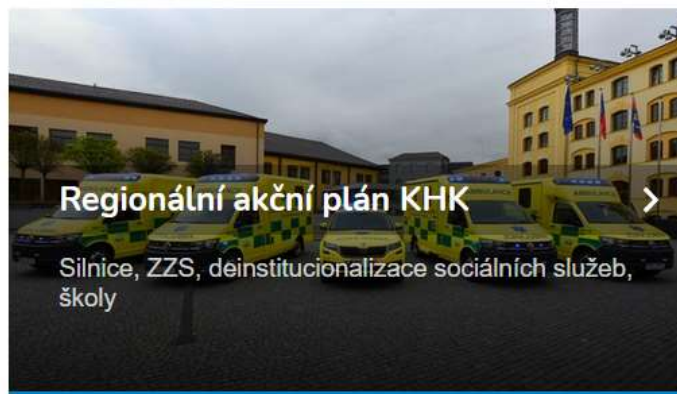 Regionální akční plán KHK
Silnice, ZZS, deinstitucionalizace sociálních služeb,
školy